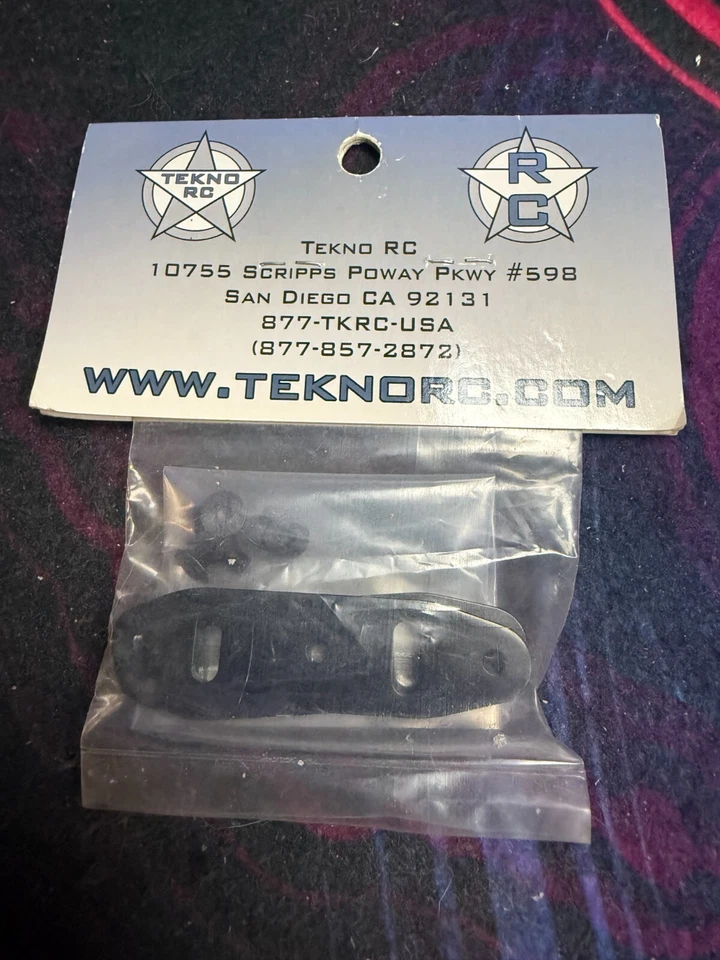 TEKNO
RC
R
C
TEKNO RC
10755 SCRIPPS POWAY PKWY #598
SAN DIEGO CA 92131
877-TKRC-USA
(877-857-2872)
WWW.TEKNORC.COM